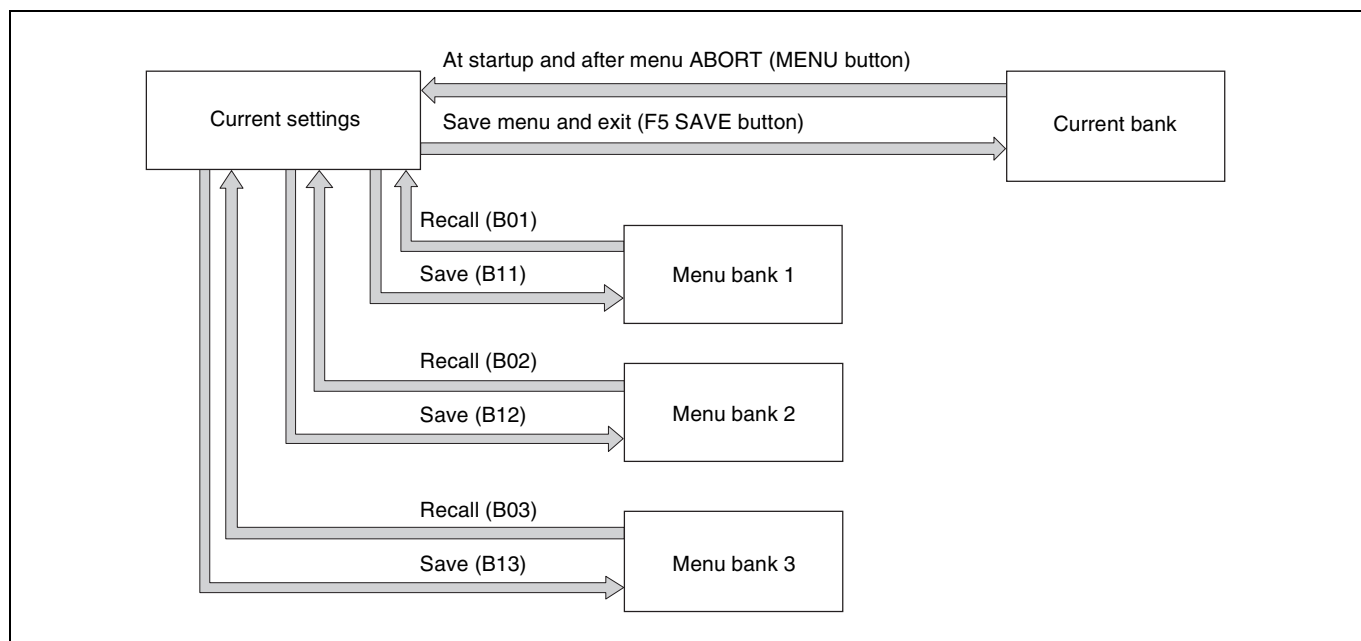 At startup and after menu ABORT (MENU button)
Current settings
Save menu and exit (F5 SAVE button)
Current bank
Recall (B01)
Save (B11)
Menu bank 1
Recall (B02)
Save (B12)
Menu bank 2
Recall (B03)
Save (B13)
Menu bank 3